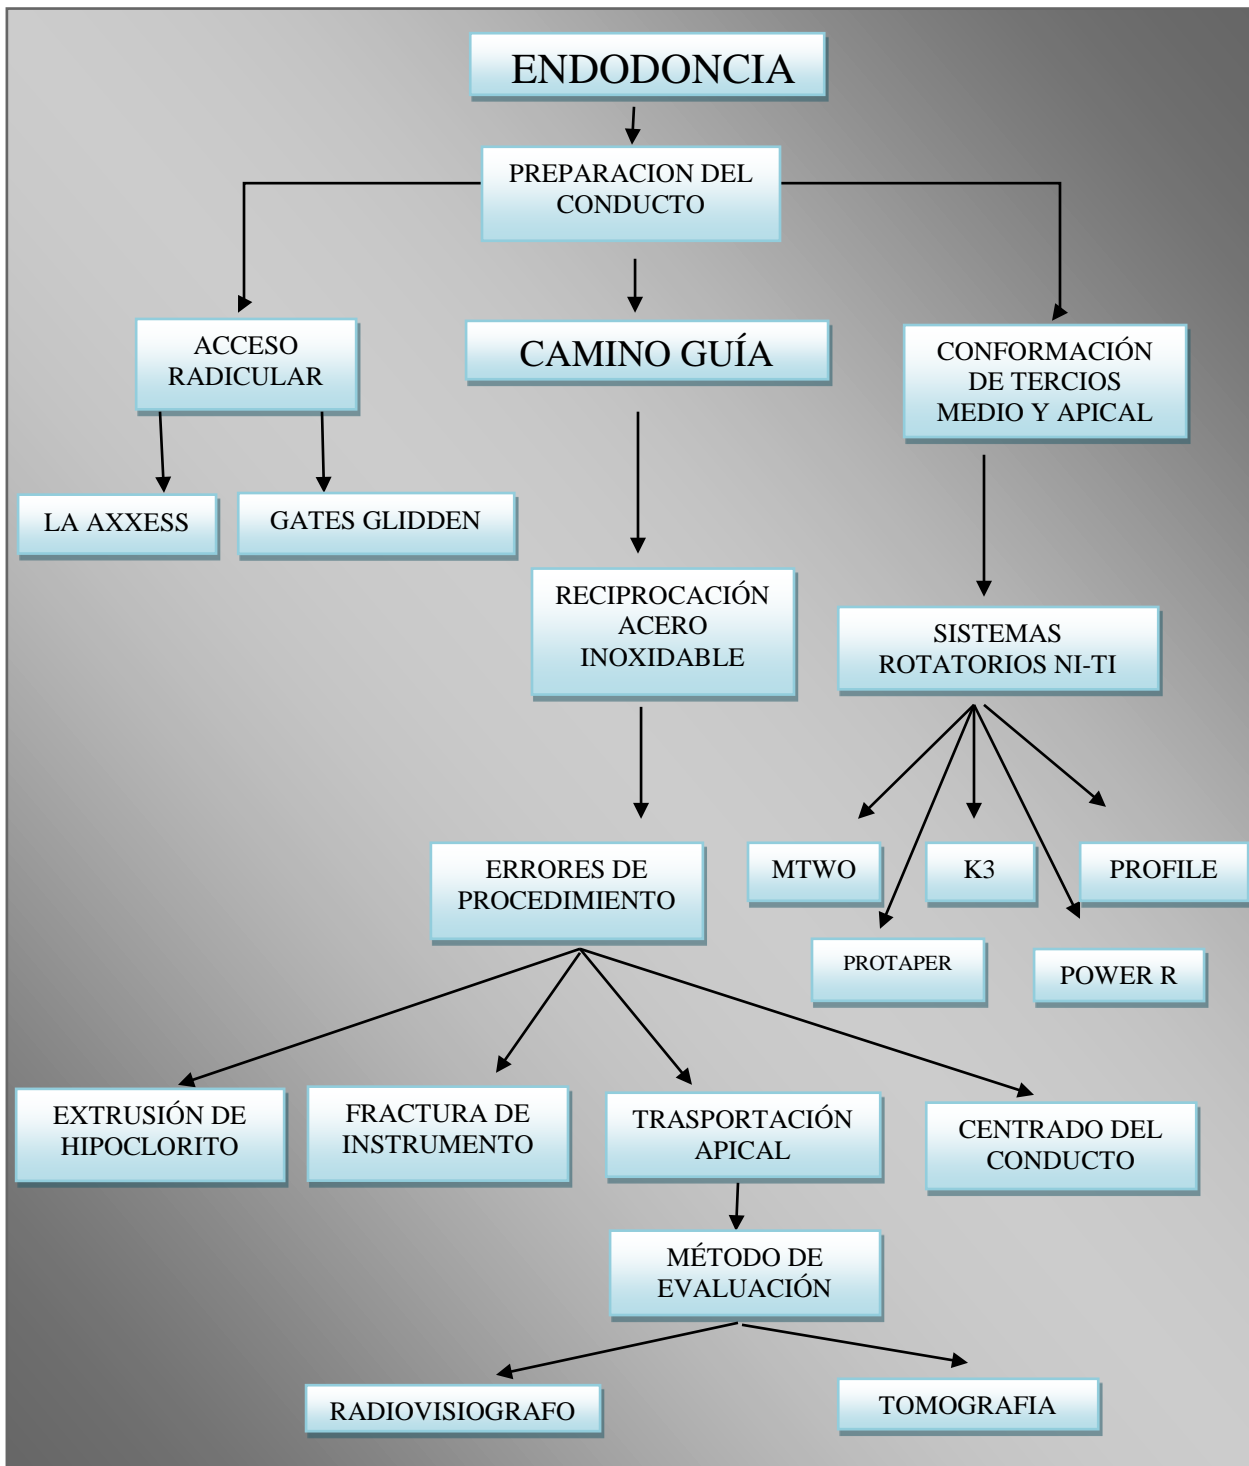 ENDODONCIA
PREPARACION DEL
CONDUCTO
ACCESO
RADICULAR
CAMINO GUÍA
CONFORMACIÓN
DE TERCIOS
MEDIO Y APICAL
LA AXXESS
GATES GLIDDEN
RECIPROCACIÓN
ACERO
INOXIDABLE
SISTEMAS
ROTATORIOS NI-TI
ERRORES DE
PROCEDIMIENTO
MTWO
K3
PROFILE
PROTAPER
POWER R
EXTRUSIÓN DE
HIPOCLORITO
FRACTURA DE
INSTRUMENTO
TRASPORTACIÓN
APICAL
CENTRADO DEL
CONDUCTO
MÉTODO DE
EVALUACIÓN
RADIOVISIOGRAFO
TOMOGRAFIA